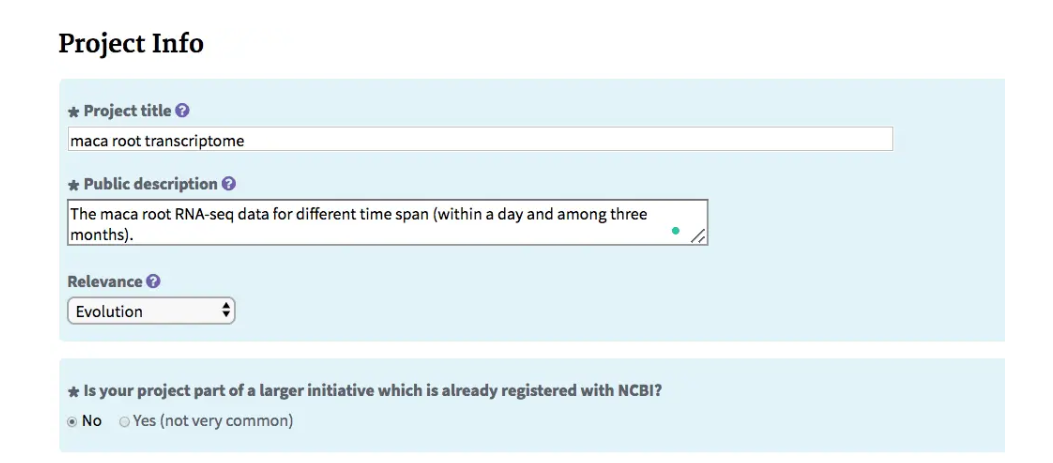 Project Info
* Project title ?
maca root transcriptome
* Public description ?
The maca root RNA-seq data for different time span (within a day and among three
months).
Relevance ?
Evolution
* Is your project part of a larger initiative which is already registered with NCBI?
No Yes (not very common)